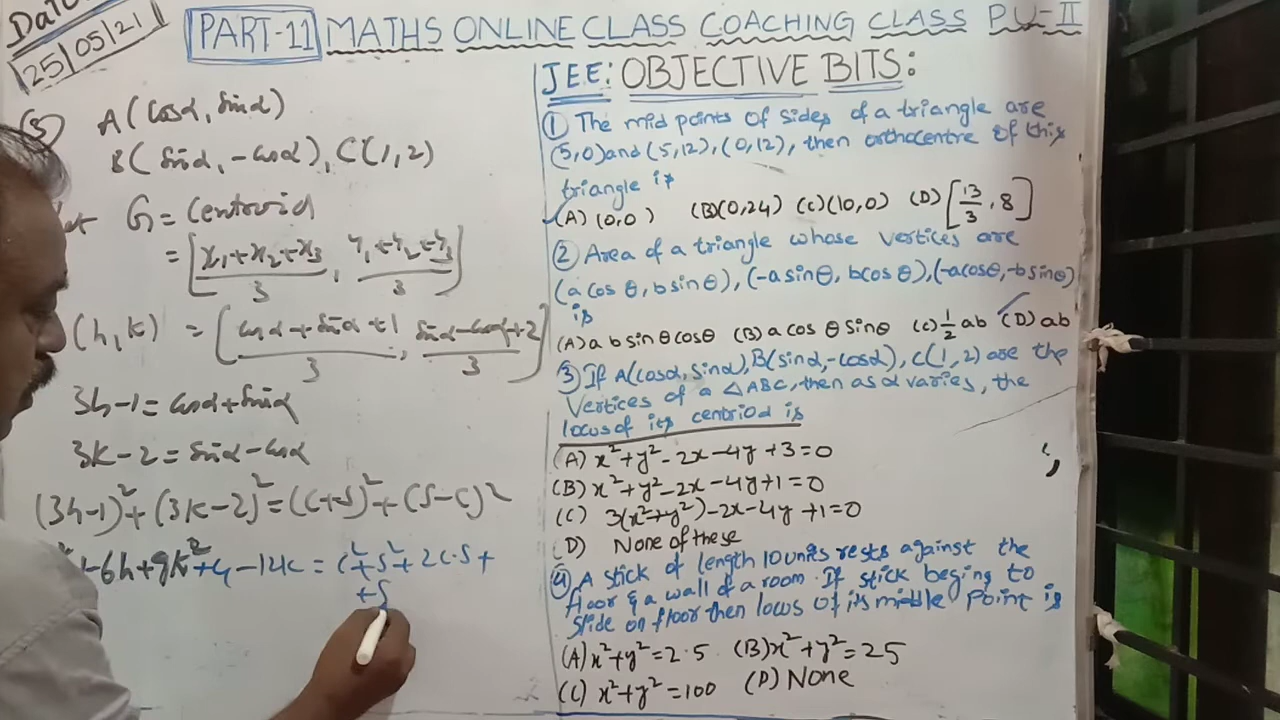 Date
25/05/21
PART-11 MATHS ONLINE CLASS COACHING CLASS P.U-II
(3) A(cosα, sinα)
B(sinα, -cosα), C(1,2)
Let G = Centroid
= [x₁+x₂+x₃/3, y₁+y₂+y₃/3]
(h,k) = [cosα+sinα+1/3, sinα-cosα+2/3]
3h-1 = cosα+sinα
3k-2 = sinα-cosα
(3h-1)²+(3k-2)² = (C+S)²+(S-C)²
-6h+9k²+4-12k = C²+S²+2C·S+
+S
JEE: OBJECTIVE BITS:
① The mid points of sides of a triangle are
(5,0) and (5,12), (0,12), then orthocentre of this
triangle is
(A) (0,0) (B)(0,24) (C)(10,0) (D) [13/3, 8]
② Area of a triangle whose vertices are
(a cos θ, b sin θ), (-a sin θ, b cos θ), (-a cos θ, -b sin θ)
is
(A) a b sin θ cos θ (B) a cos θ sin θ (C) 1/2 ab (D) ab
③ If A(cosα, sinα), B(sinα, -cosα), C(1,2) are the
Vertices of a △ABC, then as α varies, the
locus of its centriod is
(A) x²+y²-2x-4y+3=0
(B) x²+y²-2x-4y+1=0
(C) 3(x²+y²)-2x-4y+1=0
(D) None of these
④ A stick of length 10 units rests against the
floor & a wall of a room. If stick begins to
slide on floor then locus of its middle point is
(A) x²+y²=2.5 (B) x²+y²=25
(C) x²+y²=100 (D) None